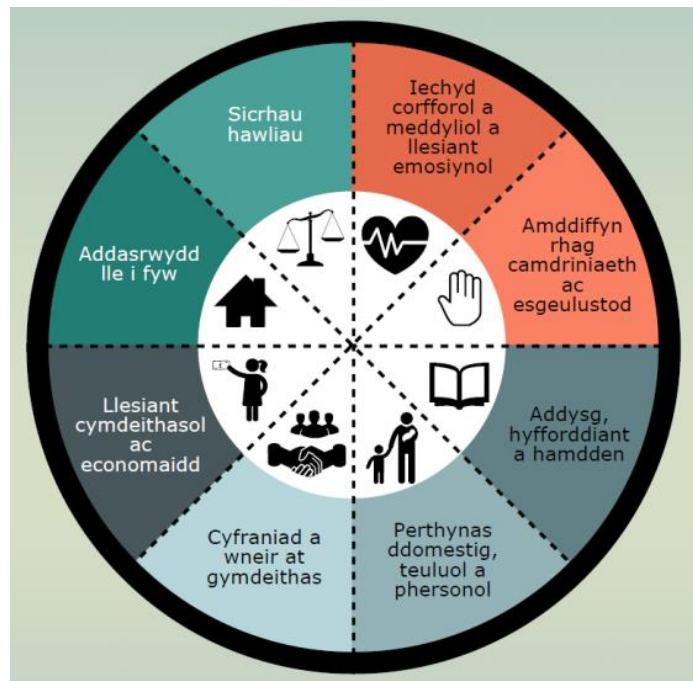 Sicrhau
hawliau
Iechyd
corfforol a
meddyliol a
llesiant
emosiynol
Amddiffyn
rhag
camdriniaeth
ac
esgeulustod
Addysg,
hyfforddiant
a hamdden
Perthynas
ddomestig,
teuluol a
phersonol
Cyfraniad a
wneir at
gymdeithas
Llesiant
cymdeithasol
ac
economaidd
Addasrwydd
lle i fyw